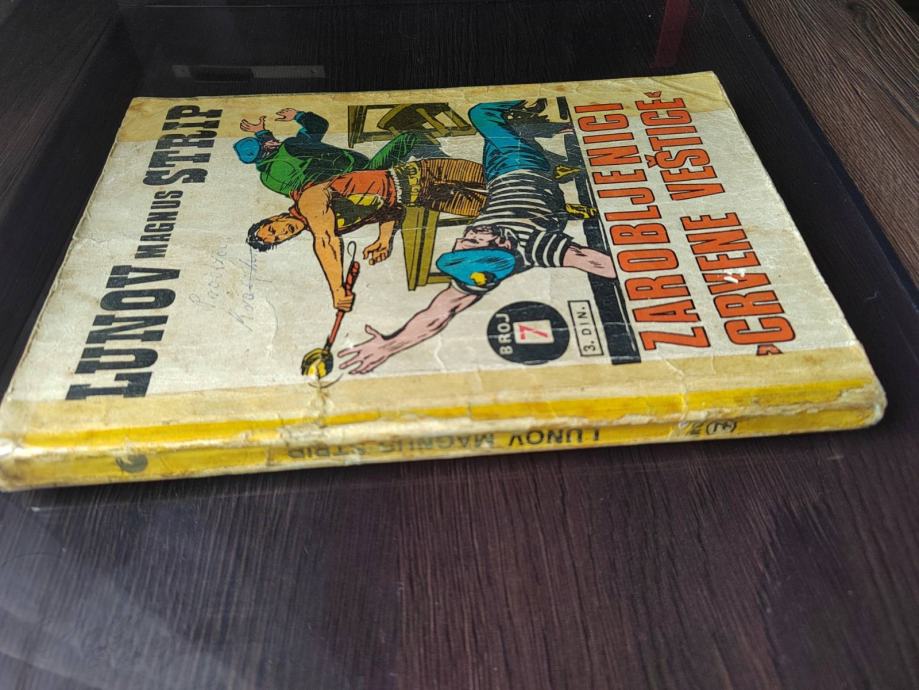 LUNOV MAGNUS STRIP
BROJ
7
3. DIN.
ZAROBLJENICI
„CRVENE VEŠTICE“
LUNOV MAGNUS STRIP